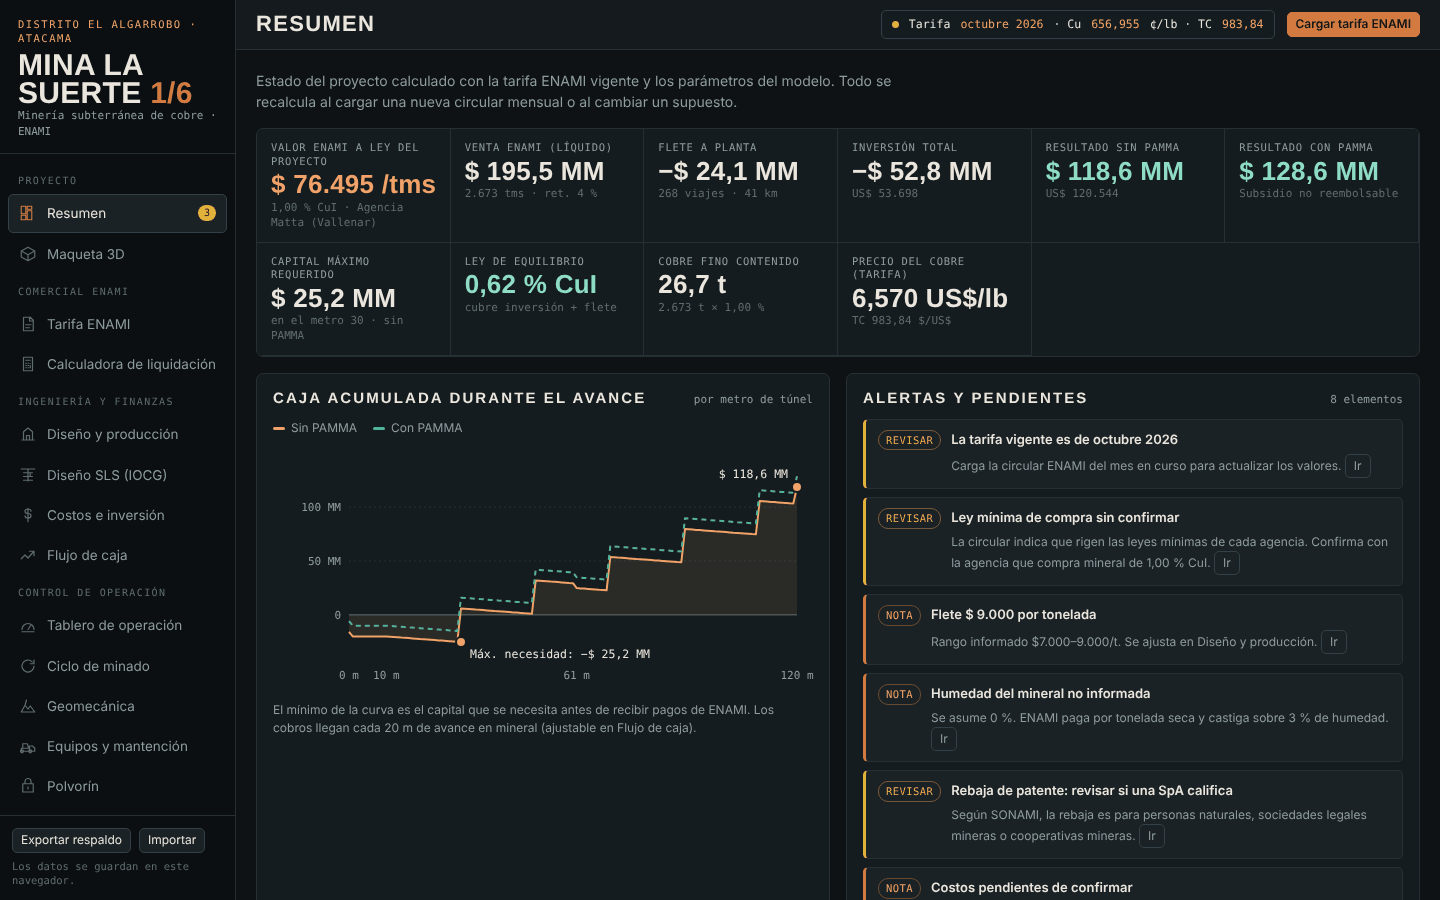 DISTRITO EL ALGARROBO ·
ATACAMA
MINA LA
SUERTE 1/6
Minería subterránea de cobre ·
ENAMI
PROYECTO
Resumen 3
Maqueta 3D
COMERCIAL ENAMI
Tarifa ENAMI
Calculadora de liquidación
INGENIERÍA Y FINANZAS
Diseño y producción
Diseño SLS (IOCG)
Costos e inversión
Flujo de caja
CONTROL DE OPERACIÓN
Tablero de operación
Ciclo de minado
Geomecánica
Equipos y mantención
Polvorín
Exportar respaldo Importar
Los datos se guardan en este
navegador.
RESUMEN
Tarifa octubre 2026 · Cu 656,955 ¢/lb · TC 983,84
Cargar tarifa ENAMI
Estado del proyecto calculado con la tarifa ENAMI vigente y los parámetros del modelo. Todo se
recalcula al cargar una nueva circular mensual o al cambiar un supuesto.
VALOR ENAMI A LEY DEL
PROYECTO
$ 76.495 /tms
1,00 % CuI · Agencia
Matta (Vallenar)
VENTA ENAMI (LÍQUIDO)
$ 195,5 MM
2.673 tms · ret. 4 %
FLETE A PLANTA
−$ 24,1 MM
268 viajes · 41 km
INVERSIÓN TOTAL
−$ 52,8 MM
US$ 53.698
RESULTADO SIN PAMMA
$ 118,6 MM
US$ 120.544
RESULTADO CON PAMMA
$ 128,6 MM
Subsidio no reembolsable
CAPITAL MÁXIMO
REQUERIDO
$ 25,2 MM
en el metro 30 · sin
PAMMA
LEY DE EQUILIBRIO
0,62 % CuI
cubre inversión + flete
COBRE FINO CONTENIDO
26,7 t
2.673 t × 1,00 %
PRECIO DEL COBRE
(TARIFA)
6,570 US$/lb
TC 983,84 $/US$
CAJA ACUMULADA DURANTE EL AVANCE
por metro de túnel
Sin PAMMA Con PAMMA
$ 118,6 MM
100 MM
50 MM
0
Máx. necesidad: −$ 25,2 MM
0 m 10 m 61 m 120 m
El mínimo de la curva es el capital que se necesita antes de recibir pagos de ENAMI. Los
cobros llegan cada 20 m de avance en mineral (ajustable en Flujo de caja).
ALERTAS Y PENDIENTES
8 elementos
REVISAR La tarifa vigente es de octubre 2026
Carga la circular ENAMI del mes en curso para actualizar los valores. Ir
REVISAR Ley mínima de compra sin confirmar
La circular indica que rigen las leyes mínimas de cada agencia. Confirma con
la agencia que compra mineral de 1,00 % CuI. Ir
NOTA Flete $ 9.000 por tonelada
Rango informado $7.000–9.000/t. Se ajusta en Diseño y producción. Ir
NOTA Humedad del mineral no informada
Se asume 0 %. ENAMI paga por tonelada seca y castiga sobre 3 % de humedad.
Ir
REVISAR Rebaja de patente: revisar si una SpA califica
Según SONAMI, la rebaja es para personas naturales, sociedades legales
mineras o cooperativas mineras. Ir
NOTA Costos pendientes de confirmar